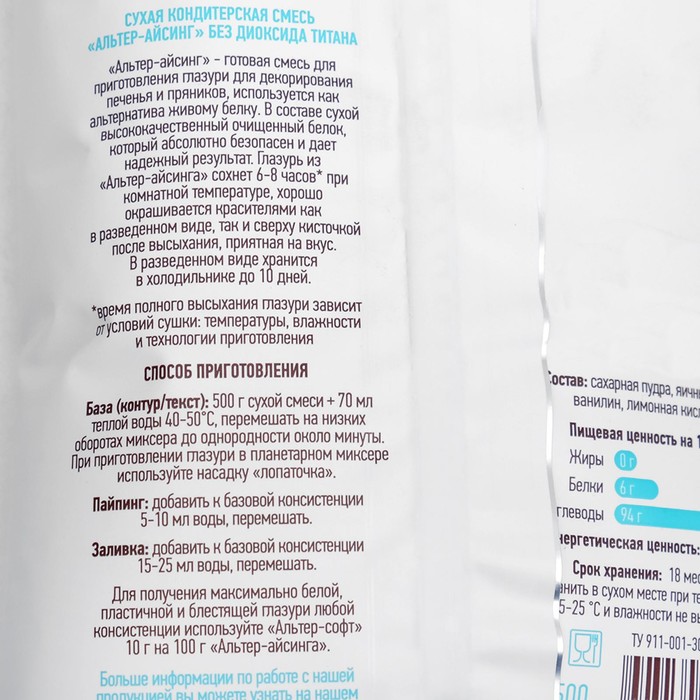 СУХАЯ КОНДИТЕРСКАЯ СМЕСЬ
«АЛЬТЕР-АЙСИНГ» БЕЗ ДИОКСИДА ТИТАНА
«Альтер-айсинг» - готовая смесь для
приготовления глазури для декорирования
печенья и пряников, используется как
альтернатива живому белку. В составе сухой
высококачественный очищенный белок,
который абсолютно безопасен и дает
надежный результат. Глазурь из
«Альтер-айсинга» сохнет 6-8 часов* при
комнатной температуре, хорошо
окрашивается красителями как
в разведенном виде, так и сверху кисточкой
после высыхания, приятная на вкус.
В разведенном виде хранится
в холодильнике до 10 дней.
*время полного высыхания глазури зависит
от условий сушки: температуры, влажности
и технологии приготовления
СПОСОБ ПРИГОТОВЛЕНИЯ
База (контур/текст): 500 г сухой смеси + 70 мл
теплой воды 40-50°С, перемешать на низких
оборотах миксера до однородности около минуты.
При приготовлении глазури в планетарном миксере
используйте насадку «лопаточка».
Пайпинг: добавить к базовой консистенции
5-10 мл воды, перемешать.
Заливка: добавить к базовой консистенции
15-25 мл воды, перемешать.
Для получения максимально белой,
пластичной и блестящей глазури любой
консистенции используйте «Альтер-софт»
10 г на 100 г «Альтер-айсинга».
Больше информации по работе с нашей
продукцией вы можете узнать на нашем
Состав: сахарная пудра, яичн
ванилин, лимонная кис
Пищевая ценность на 1
Жиры 0 г
Белки 6 г
глеводы 94 г
нергетическая ценность:
Срок хранения: 18 мес
анить в сухом месте при те
5-25 °С и влажности не вы
ТУ 911-001-30
500